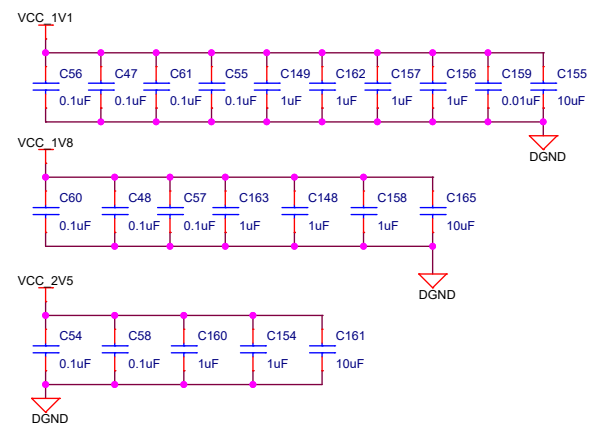 VCC_1V1
C56 C47 C61 C55 C149 C162 C157 C156 C159 C155
0.1uF 0.1uF 0.1uF 0.1uF 1uF 1uF 1uF 1uF 0.01uF 10uF
DGND
VCC_1V8
C60 C48 C57 C163 C148 C158 C165
0.1uF 0.1uF 0.1uF 1uF 1uF 1uF 10uF
DGND
VCC_2V5
C54 C58 C160 C154 C161
0.1uF 0.1uF 1uF 1uF 10uF
DGND